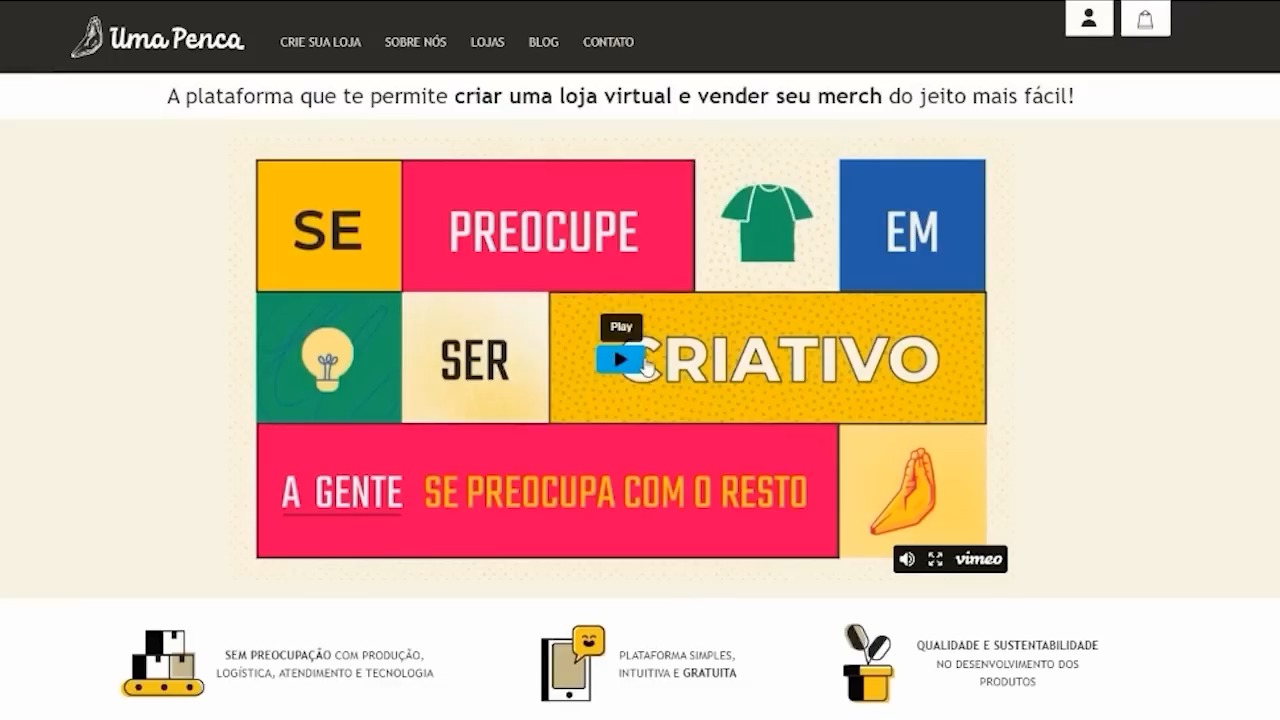 Uma Penca
CRIE SUA LOJA
SOBRE NÓS
LOJAS
BLOG
CONTATO
A plataforma que te permite criar uma loja virtual e vender seu merch do jeito mais fácil!
SE PREOCUPE EM
SER CRIATIVO
Play
A GENTE SE PREOCUPA COM O RESTO
vimeo
SEM PREOCUPAÇÃO COM PRODUÇÃO,
LOGÍSTICA, ATENDIMENTO E TECNOLOGIA
PLATAFORMA SIMPLES,
INTUITIVA E GRATUITA
QUALIDADE E SUSTENTABILIDADE
NO DESENVOLVIMENTO DOS
PRODUTOS